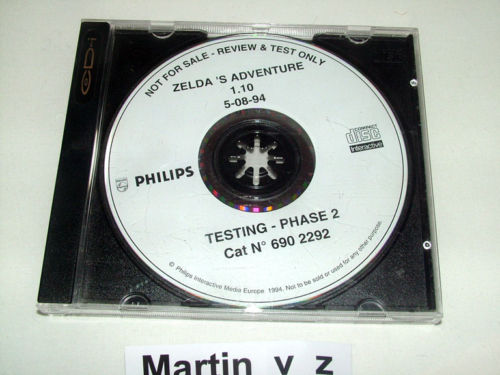 CD-i
NOT FOR SALE - REVIEW & TEST ONLY
ZELDA 'S ADVENTURE
1.10
5-08-94
COMPACT
disc
Interactive
PHILIPS
TESTING - PHASE 2
Cat N° 690 2292
© Philips Interactive Media Europe 1994. Not to be sold or used for any other purpose.
Martin_v_z